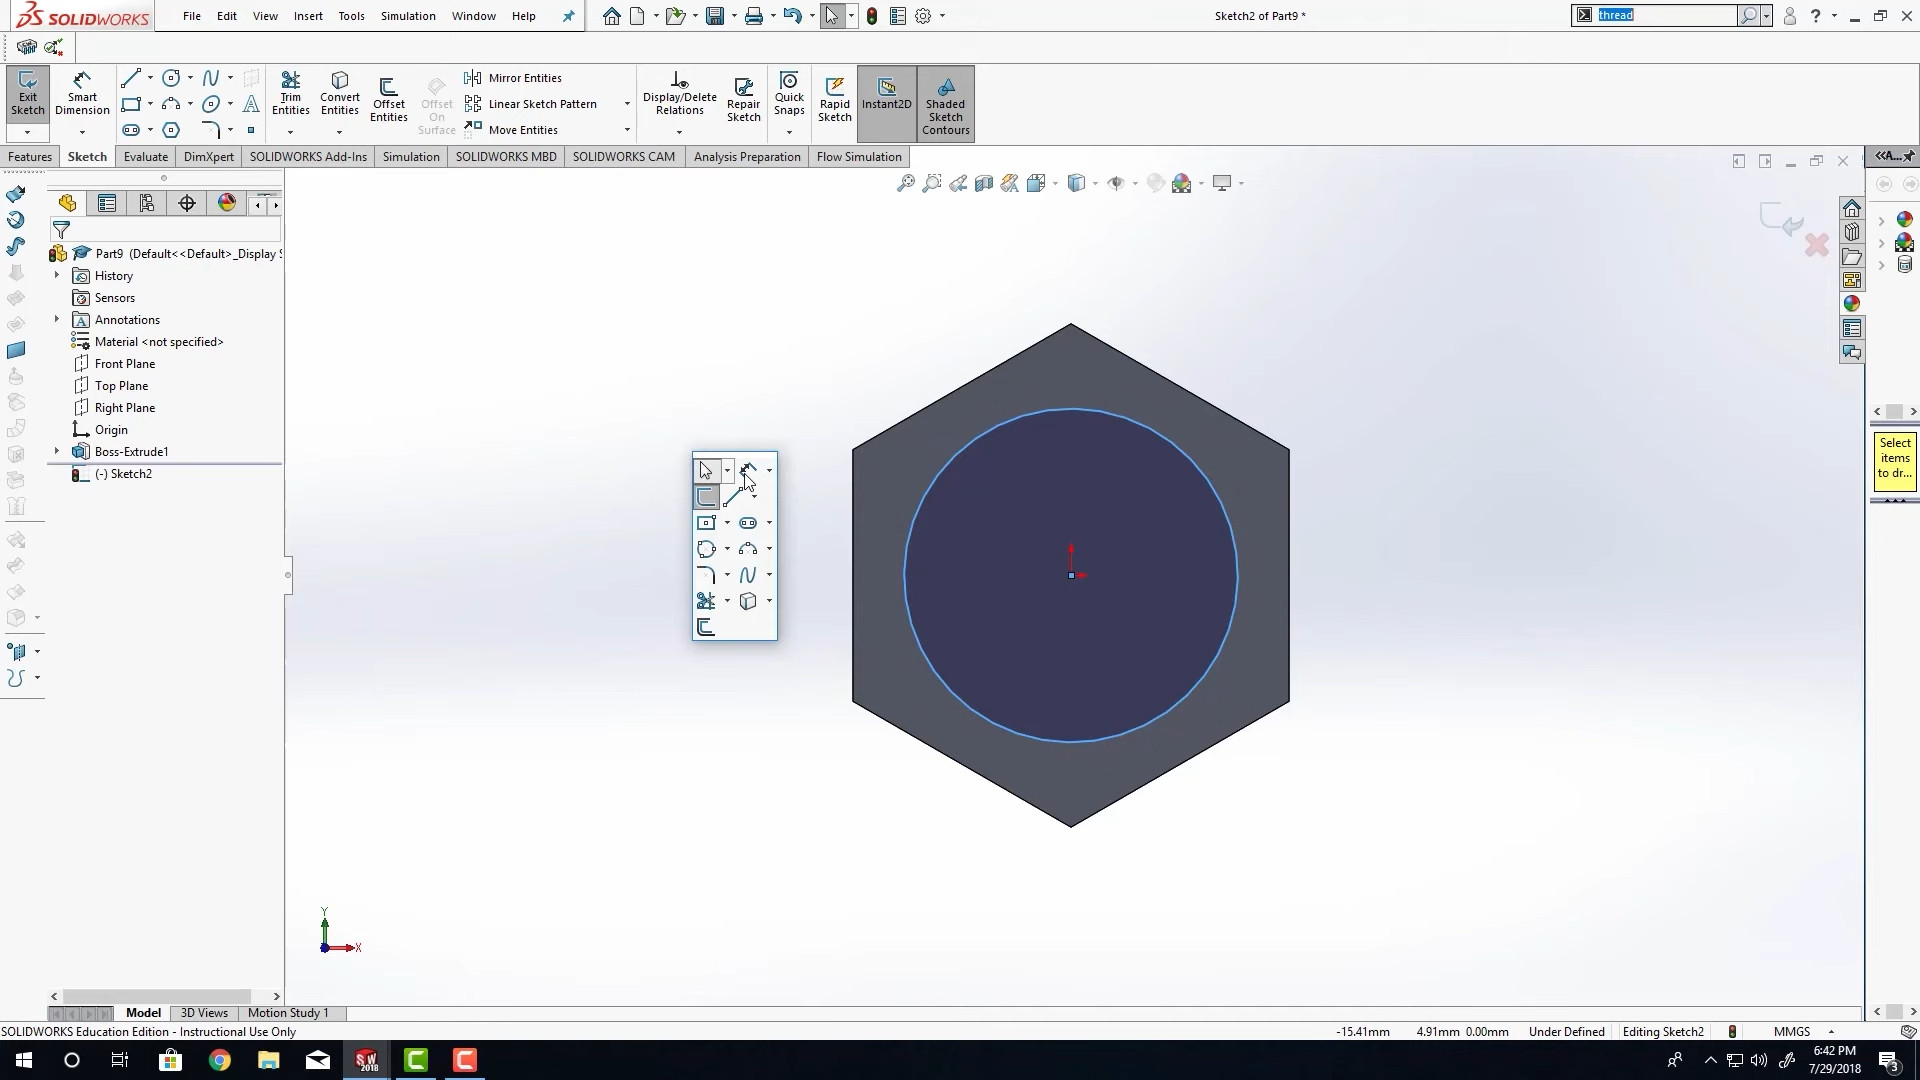 SOLIDWORKS
File Edit View Insert Tools Simulation Window Help
Sketch2 of Part9 *
thread
Exit Sketch
Smart Dimension
Trim Entities
Convert Entities
Offset Entities
Offset On Surface
Mirror Entities
Linear Sketch Pattern
Move Entities
Display/Delete Relations
Repair Sketch
Quick Snaps
Rapid Sketch
Instant2D
Shaded Sketch Contours
Features Sketch Evaluate DimXpert SOLIDWORKS Add-Ins Simulation SOLIDWORKS MBD SOLIDWORKS CAM Analysis Preparation Flow Simulation
«A...
Part9 (Default<<Default>_Display
History
Sensors
Annotations
Material <not specified>
Front Plane
Top Plane
Right Plane
Origin
Boss-Extrude1
(-) Sketch2
Select
items
to dr...
Y
X
Model 3D Views Motion Study 1
SOLIDWORKS Education Edition - Instructional Use Only
-15.41mm 4.91mm 0.00mm Under Defined Editing Sketch2 MMGS
SW 2018
6:42 PM
7/29/2018
3